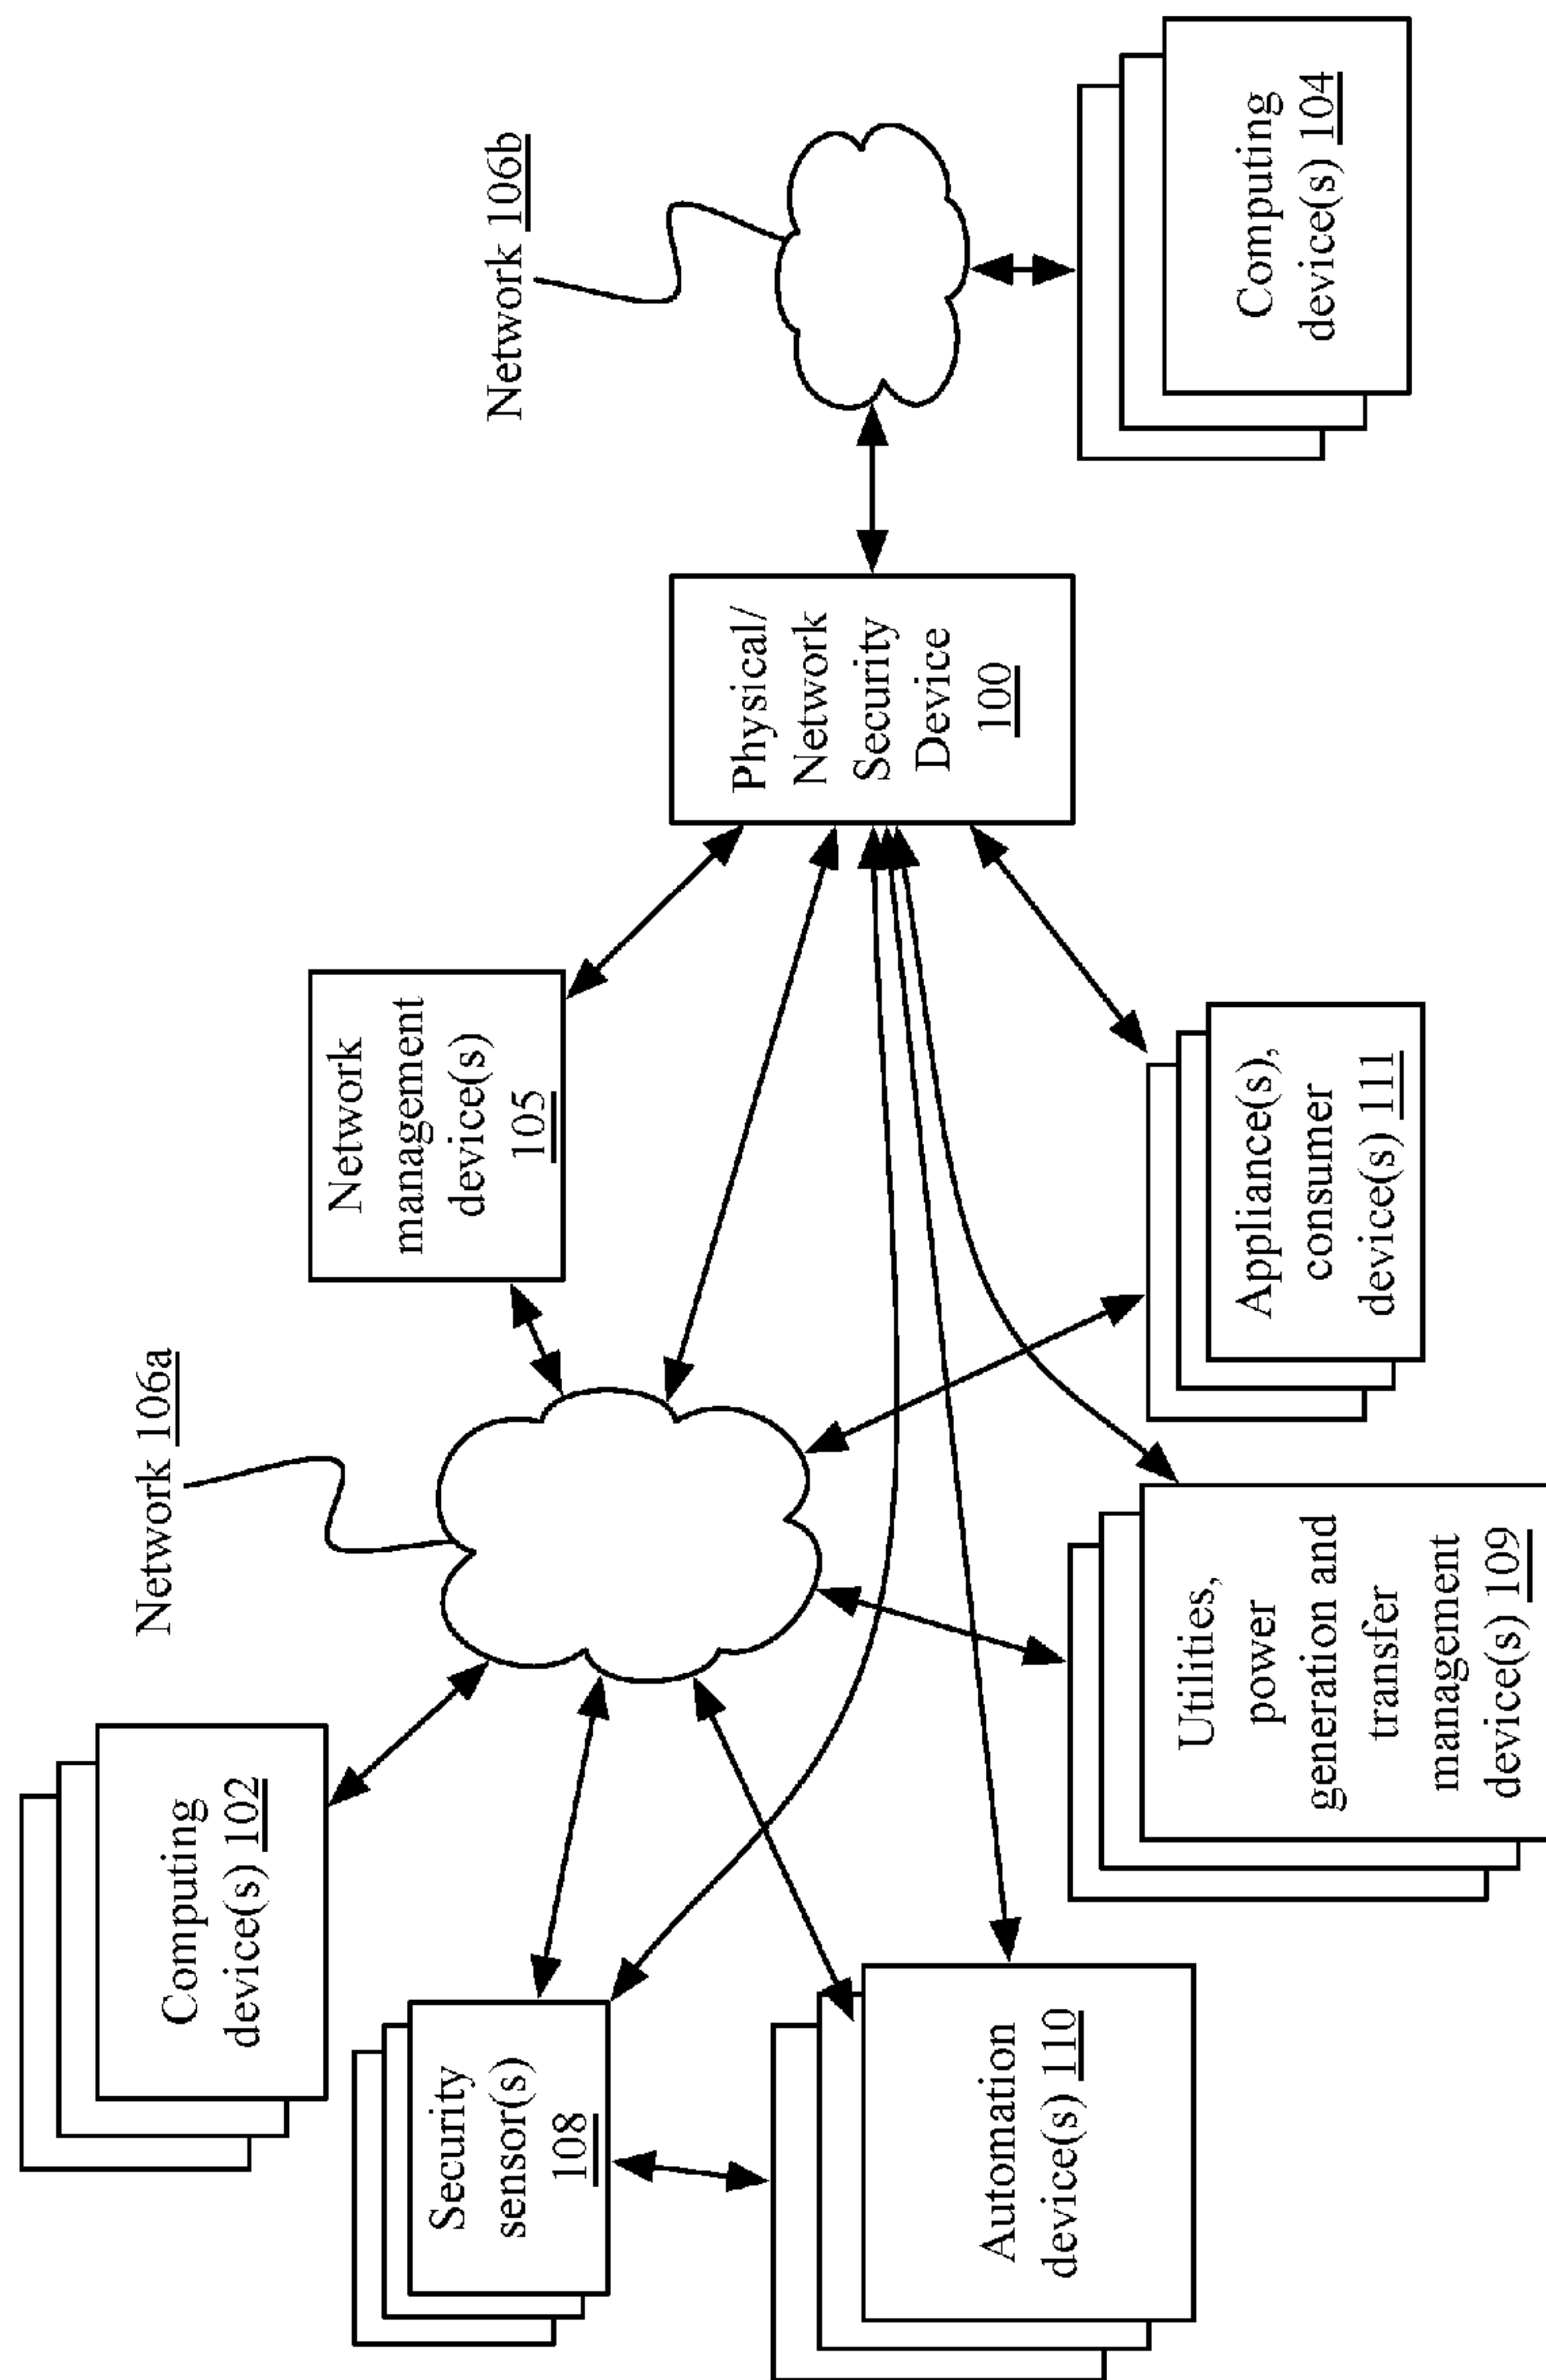 Computing
device(s) 102
Network 106a
Network
management
device(s)
105
Network 106b
Security
sensor(s)
108
Physical/
Network
Security
Device
100
Automation
device(s) 110
Utilities,
power
generation and
transfer
management
device(s) 109
Appliance(s),
consumer
device(s) 111
Computing
device(s) 104